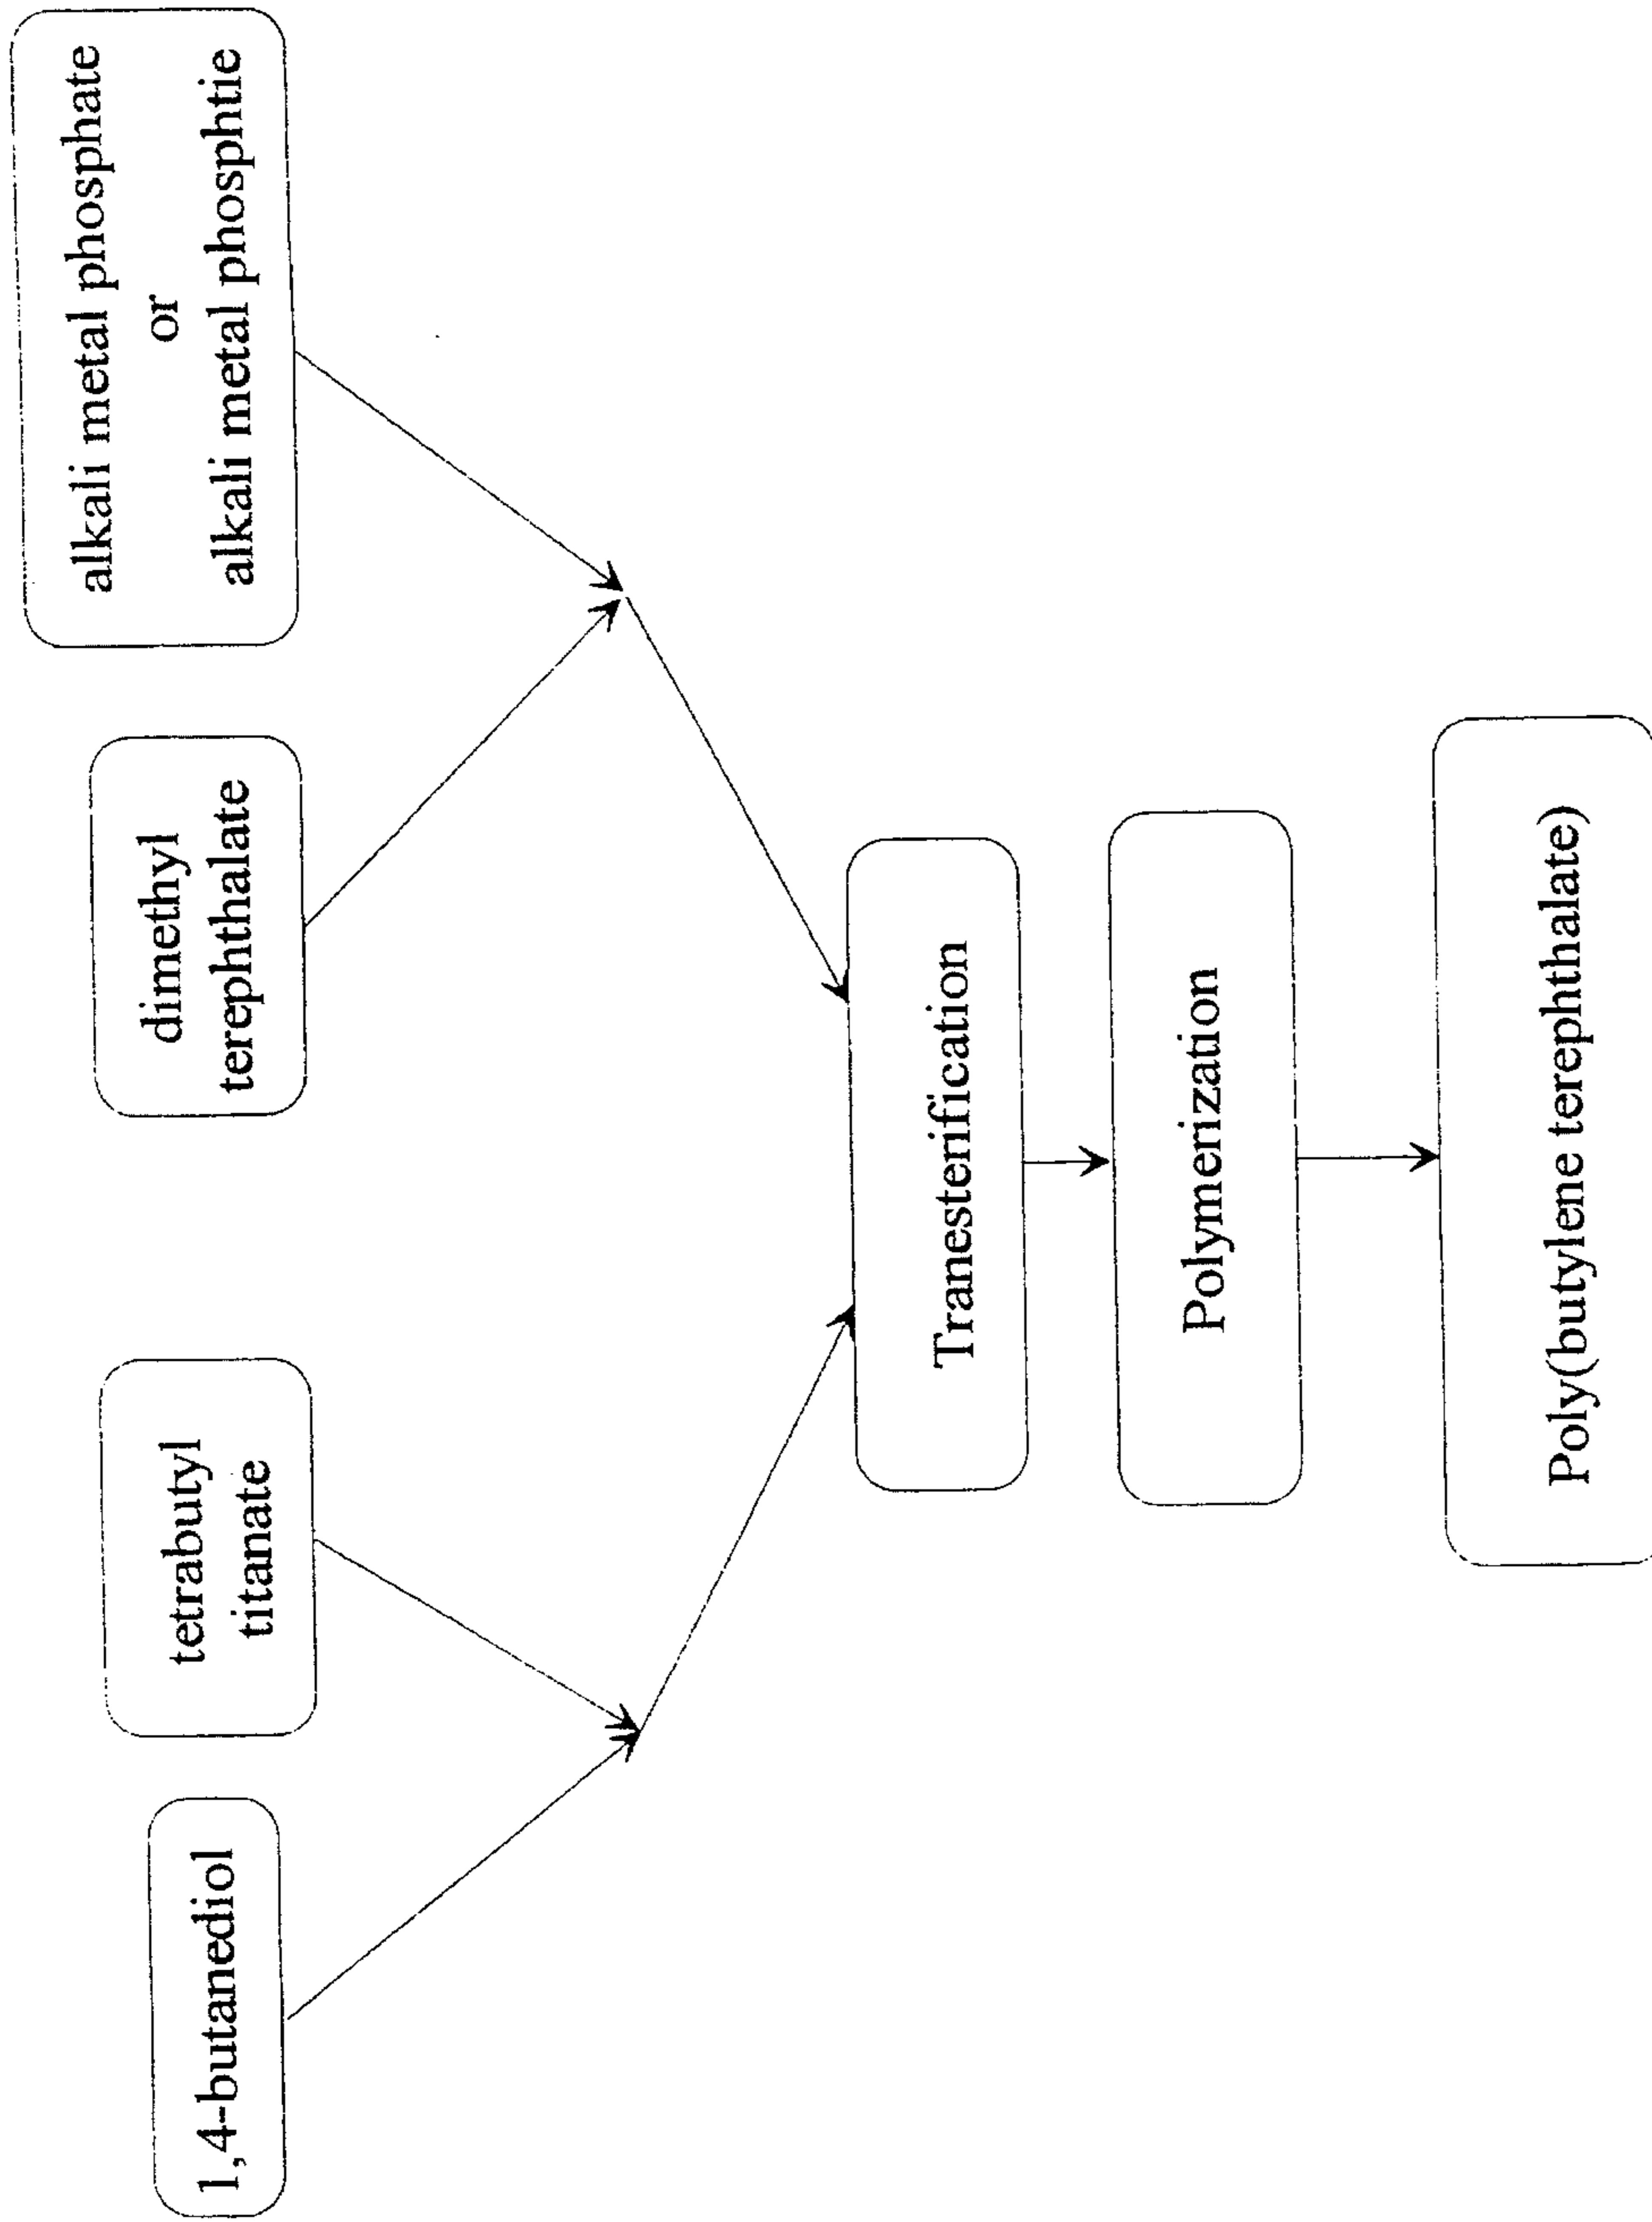 1,4-butanediol
tetrabutyl
titanate
dimethyl
terephthalate
alkali metal phosphate
or
alkali metal phosphtie
Tranesterification
Polymerization
Poly(butylene terephthalate)